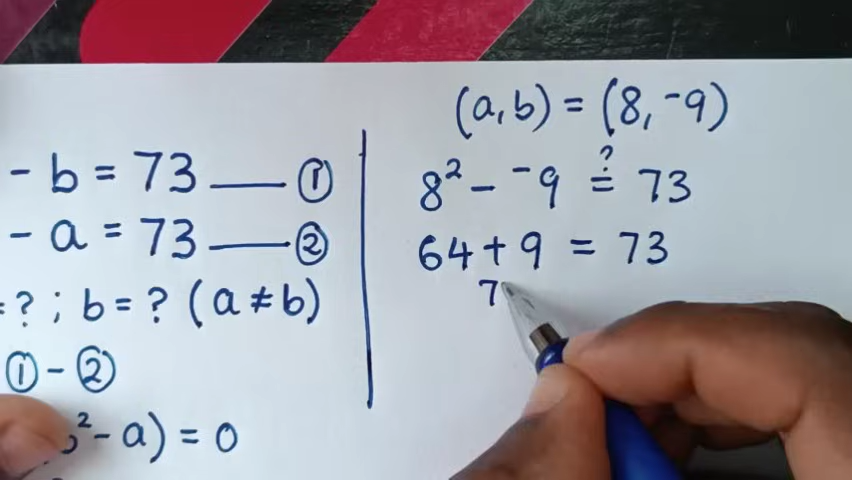 - b = 73 —— ①
- a = 73 —— ②
= ? ; b = ? ( a ≠ b)
① - ②
² - a) = 0
(a, b) = (8, -9)
8² - -9 ≟ 73
64 + 9 = 73
7